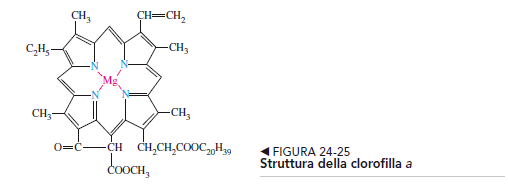 CH₃ CH=CH₂
C₂H₅ CH₃
N N
Mg
N N
CH₃ CH₃
O=C CH CH₂CH₂COOC₂₀H₃₉
COOCH₃
◄ FIGURA 24-25
Struttura della clorofilla a